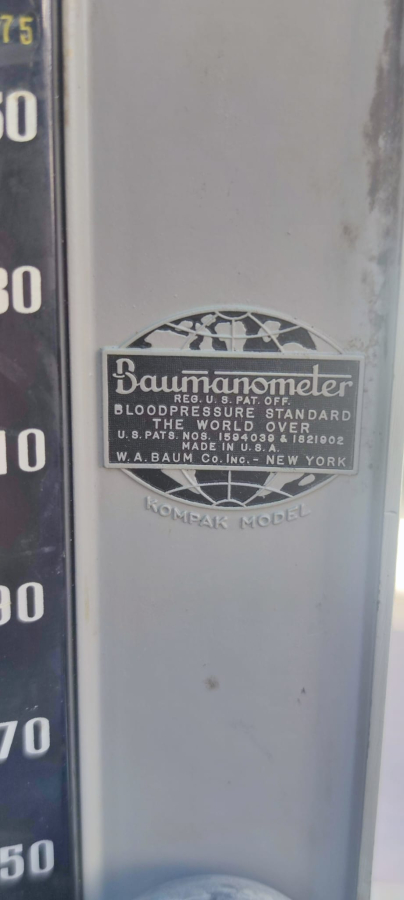 75
30
10
90
70
50
Baumanometer
REG. U. S. PAT. OFF.
BLOODPRESSURE STANDARD
THE WORLD OVER
U.S. PATS. NOS. 1594039 & 1821902
MADE IN U.S.A.
W. A. BAUM CO. INC. - NEW YORK
KOMPAK MODEL